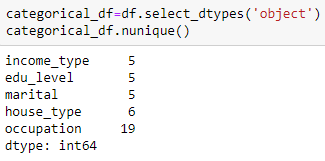 categorical_df=df.select_dtypes('object')
categorical_df.nunique()
income_type 5
edu_level 5
marital 5
house_type 6
occupation 19
dtype: int64